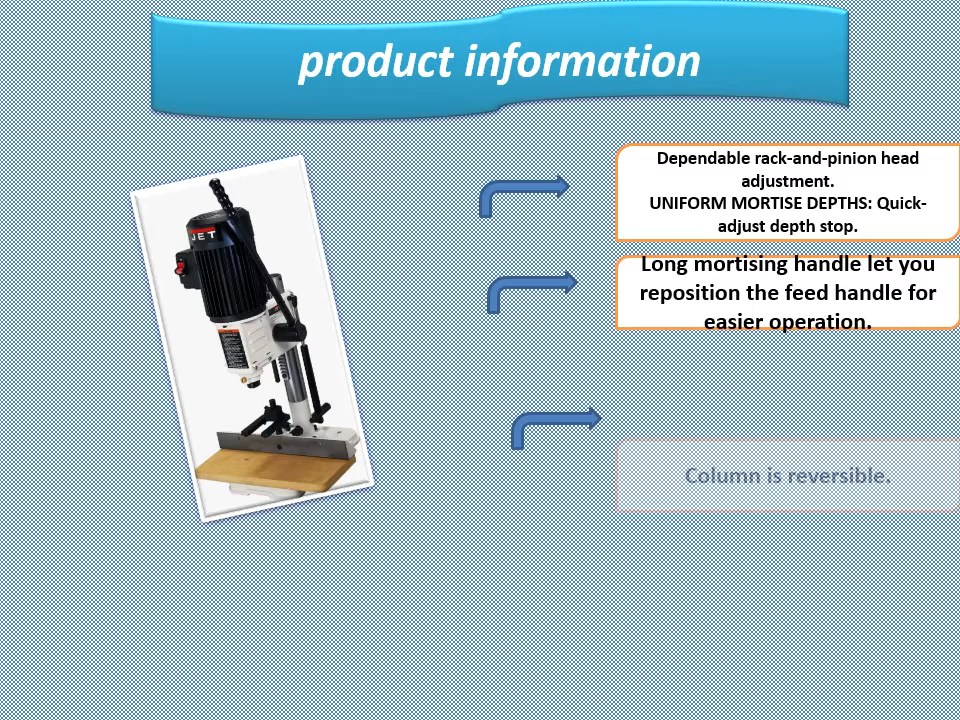 product information
JET
Dependable rack-and-pinion head
adjustment.
UNIFORM MORTISE DEPTHS: Quick-
adjust depth stop.
Long mortising handle let you
reposition the feed handle for
easier operation.
Column is reversible.